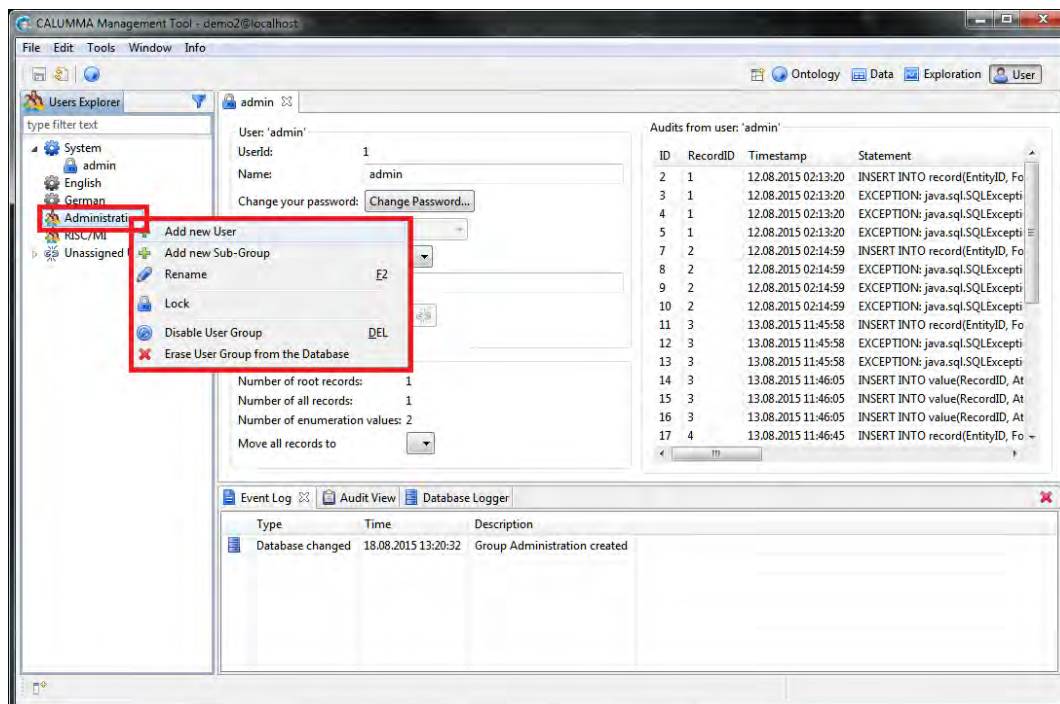 CALUMMA Management Tool - demo2@localhost
File Edit Tools Window Info
Ontology Data Exploration User
Users Explorer
type filter text
System
admin
English
German
RISC/MI
Unassigned
Add new User
Add new Sub-Group
Rename F2
Lock
Disable User Group DEL
Erase User Group from the Database
admin
User: 'admin'
UserId: 1
Name: admin
Change your password: Change Password...
Number of root records: 1
Number of all records: 1
Number of enumeration values: 2
Move all records to
Audits from user: 'admin'
ID RecordID Timestamp Statement
2 1 12.08.2015 02:13:20 INSERT INTO record(EntityID, Fo
3 1 12.08.2015 02:13:20 EXCEPTION: java.sql.SQLExcepti
4 1 12.08.2015 02:13:20 EXCEPTION: java.sql.SQLExcepti
5 1 12.08.2015 02:13:20 EXCEPTION: java.sql.SQLExcepti
7 2 12.08.2015 02:14:59 INSERT INTO record(EntityID, Fo
8 2 12.08.2015 02:14:59 EXCEPTION: java.sql.SQLExcepti
9 2 12.08.2015 02:14:59 EXCEPTION: java.sql.SQLExcepti
10 2 12.08.2015 02:14:59 EXCEPTION: java.sql.SQLExcepti
11 3 13.08.2015 11:45:58 INSERT INTO record(EntityID, Fo
12 3 13.08.2015 11:45:58 EXCEPTION: java.sql.SQLExcepti
13 3 13.08.2015 11:45:58 EXCEPTION: java.sql.SQLExcepti
14 3 13.08.2015 11:46:05 INSERT INTO value(RecordID, At
15 3 13.08.2015 11:46:05 INSERT INTO value(RecordID, At
16 3 13.08.2015 11:46:05 INSERT INTO value(RecordID, At
17 4 13.08.2015 11:46:45 INSERT INTO record(EntityID, Fo
Event Log Audit View Database Logger
Type Time Description
Database changed 18.08.2015 13:20:32 Group Administration created